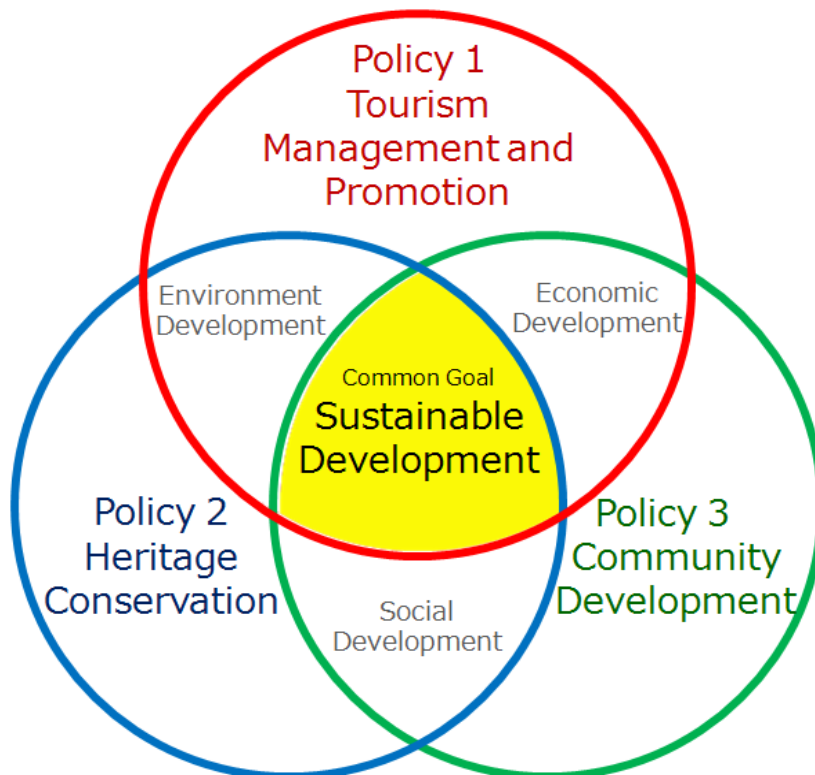 Policy 1
Tourism
Management and
Promotion
Environment
Development
Economic
Development
Common Goal
Sustainable
Development
Policy 2
Heritage
Conservation
Policy 3
Community
Development
Social
Development